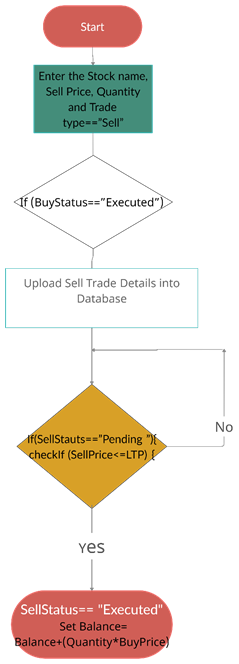 Start
Enter the Stock name,
Sell Price, Quantity
and Trade
type=="Sell"
If (BuyStatus=="Executed")
Upload Sell Trade Details into
Database
If(SellStauts=="Pending "){
checkIf (SellPrice<=LTP) {
No
Yes
SellStatus== "Executed"
Set Balance=
Balance+(Quantity*BuyPrice)